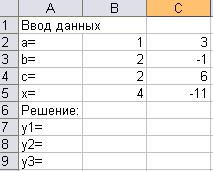 A B C
1 Ввод данных
2 a= 1 3
3 b= 2 -1
4 c= 2 6
5 x= 4 -11
6 Решение:
7 y1=
8 y2=
9 y3=